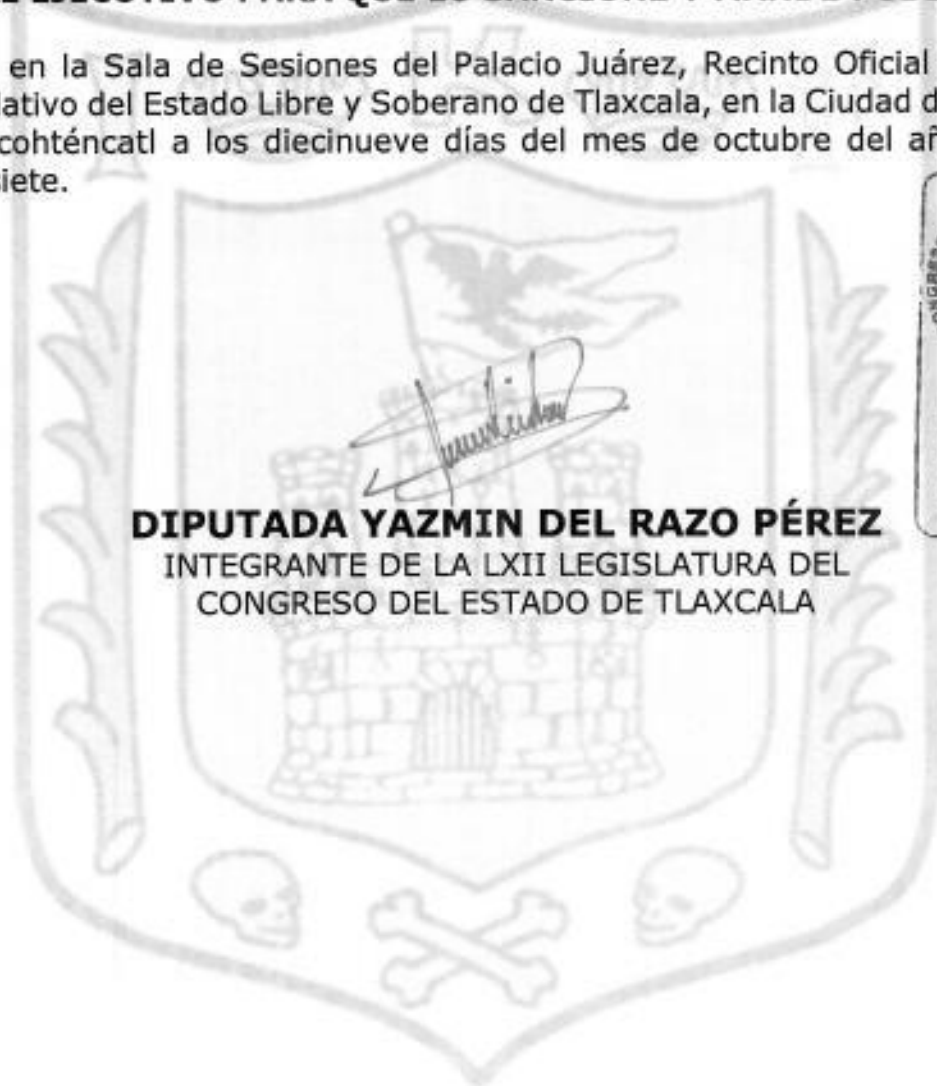 en la Sala de Sesiones del Palacio Juárez, Recinto Oficial
lativo del Estado Libre y Soberano de Tlaxcala, en la Ciudad d
cohténcatl a los diecinueve días del mes de octubre del añ
siete.
DIPUTADA YAZMIN DEL RAZO PÉREZ
INTEGRANTE DE LA LXII LEGISLATURA DEL
CONGRESO DEL ESTADO DE TLAXCALA